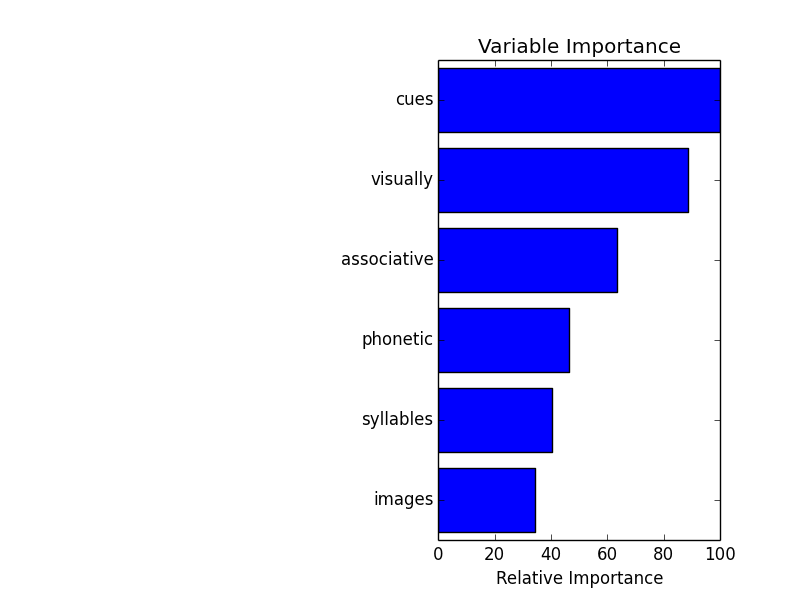 Variable Importance
cues
visually
associative
phonetic
syllables
images
0 20 40 60 80 100
Relative Importance